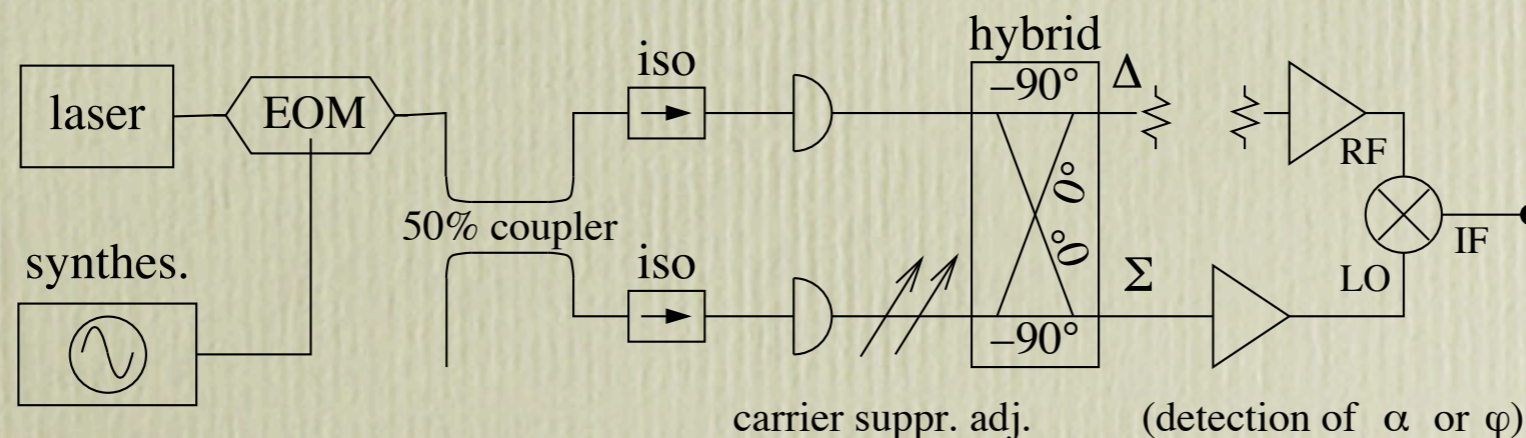 hybrid
iso
−90°
Δ
laser
EOM
RF
0°
50% coupler
0°
synthes.
iso
Σ
IF
LO
−90°
carrier suppr. adj.
(detection of α or φ)